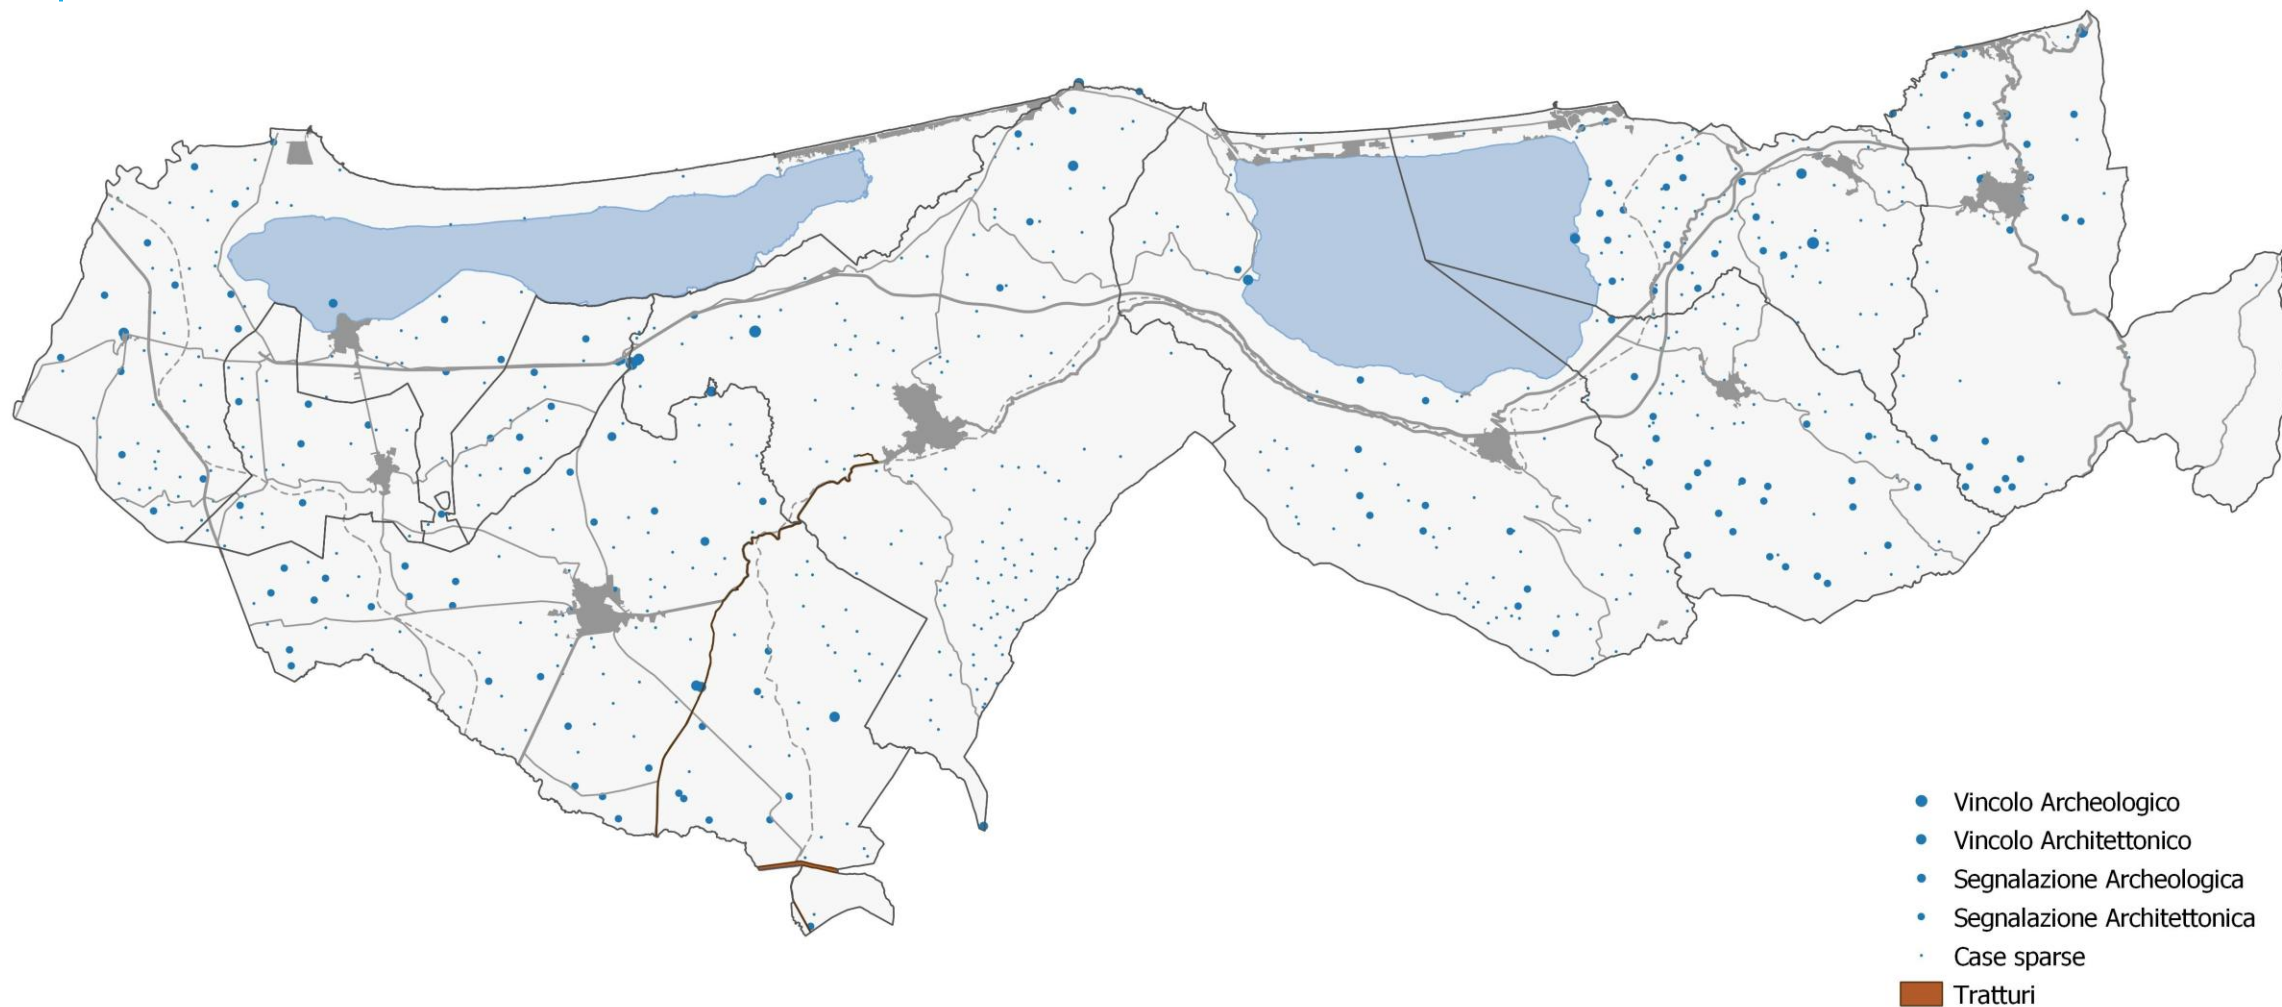 Vincolo Archeologico
Vincolo Architettonico
Segnalazione Archeologica
Segnalazione Architettonica
Case sparse
Tratturi